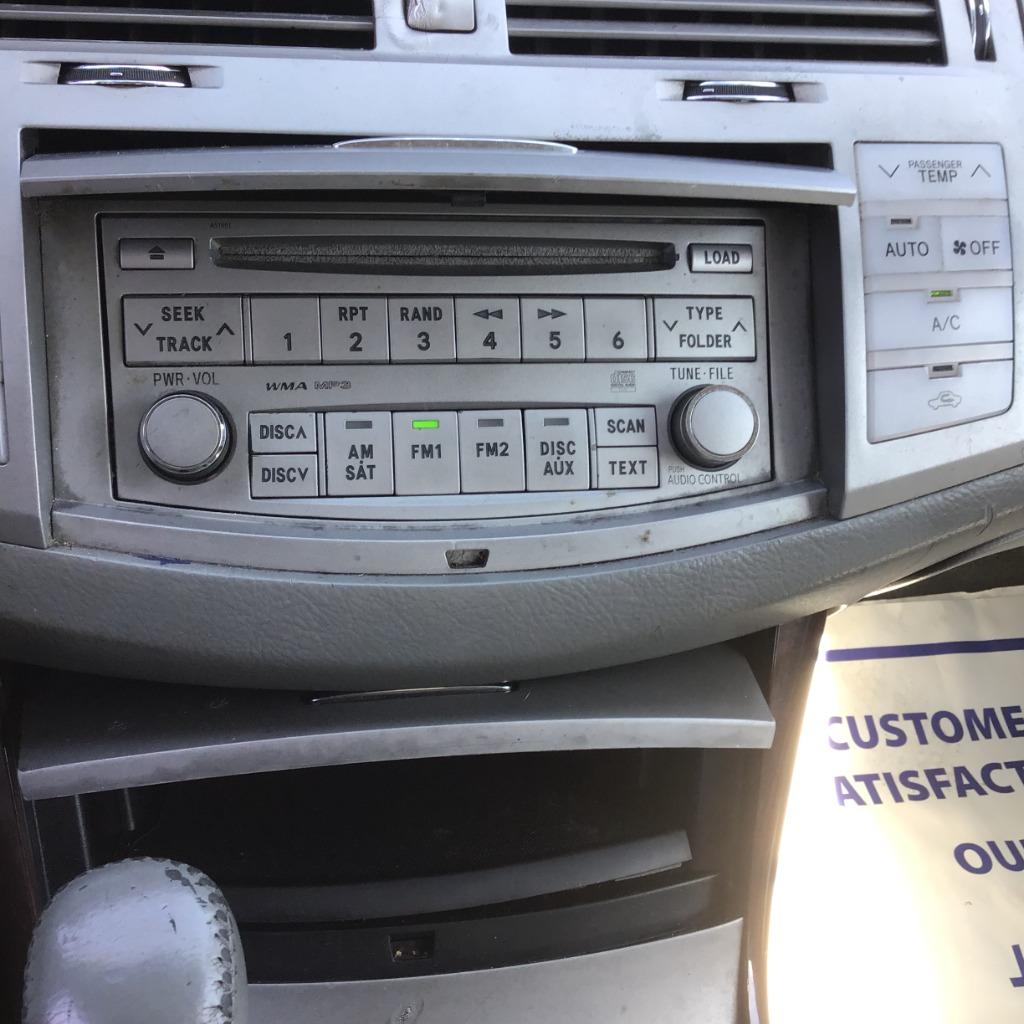 PASSENGER
TEMP
AUTO
OFF
A/C
A51801
LOAD
SEEK
TRACK
1
RPT
2
RAND
3
4
5
6
TYPE
FOLDER
PWR·VOL
WMA MP3
TUNE·FILE
DISC∧
DISC∨
AM
SAT
FM1
FM2
DISC
AUX
SCAN
TEXT
PUSH
AUDIO CONTROL
CUSTOME
ATISFACT
OU